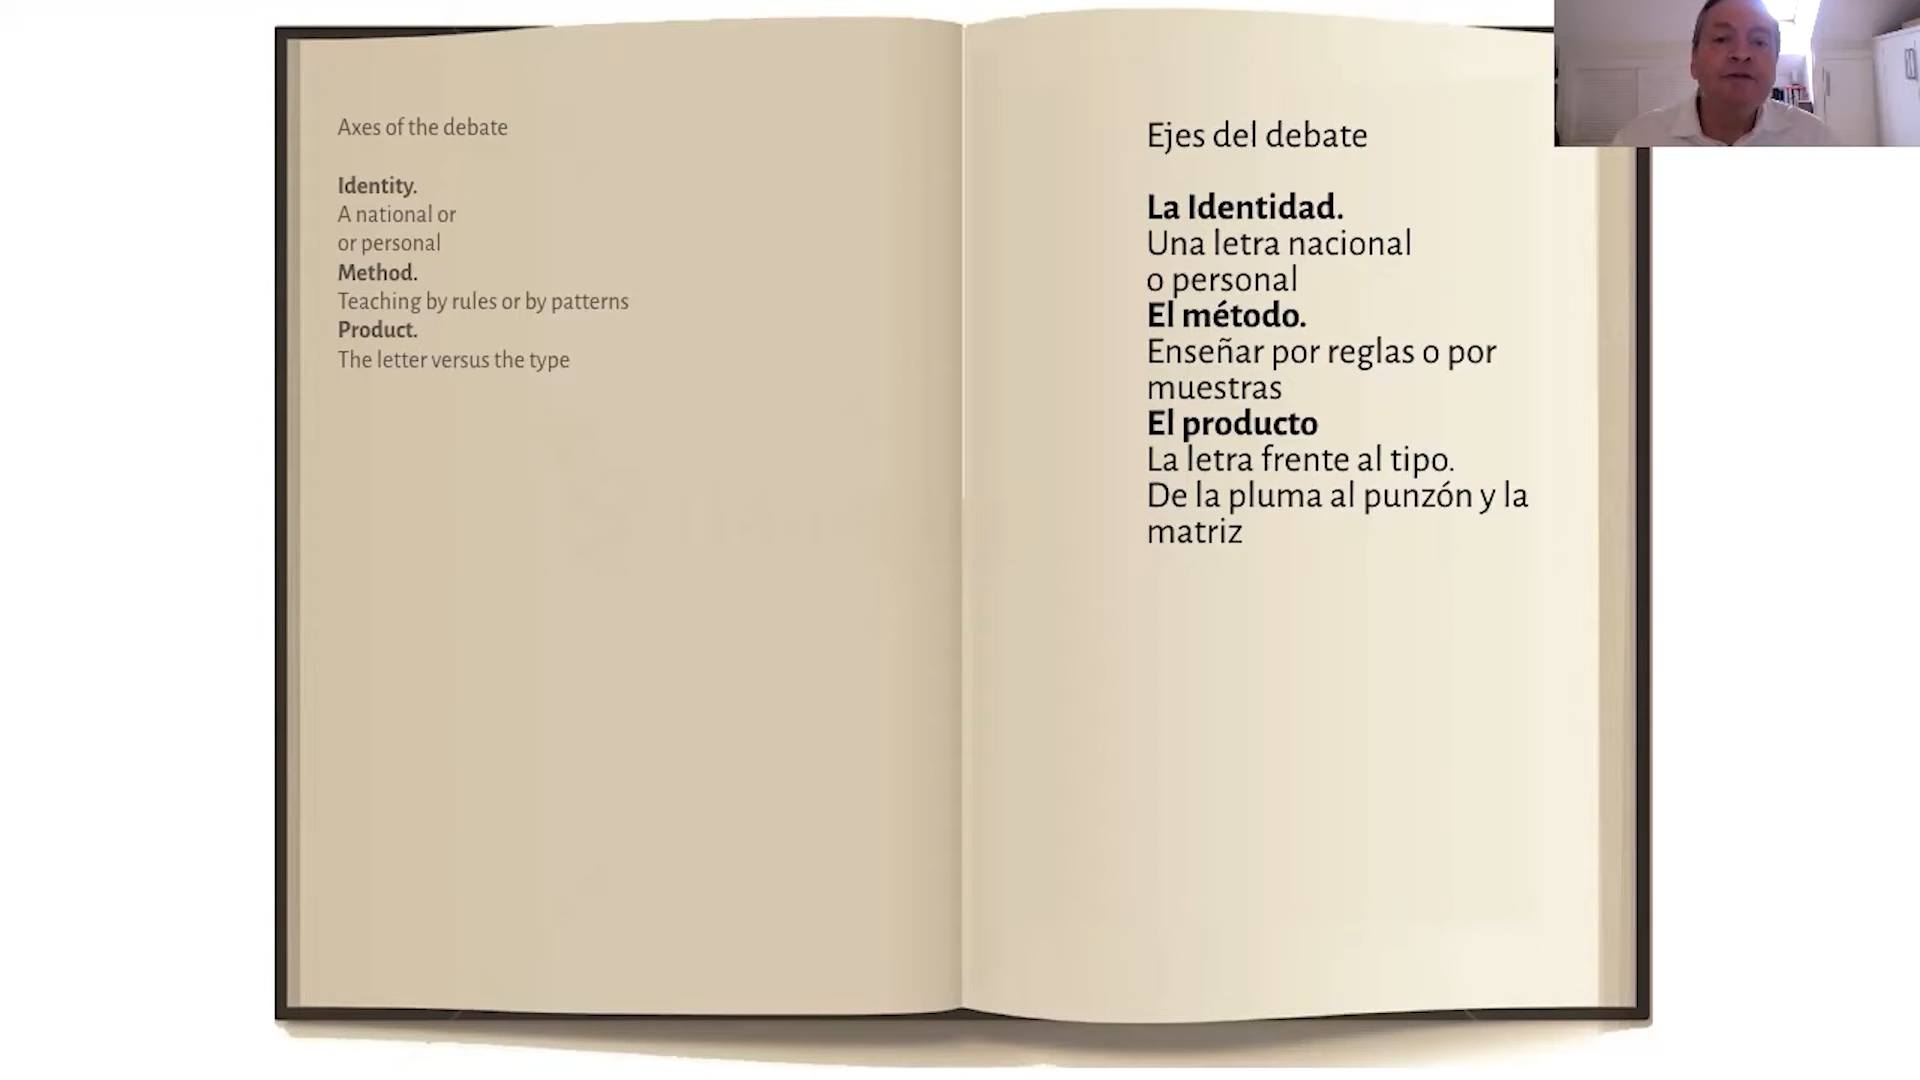 Axes of the debate
Identity.
A national or
or personal
Method.
Teaching by rules or by patterns
Product.
The letter versus the type
Ejes del debate
La Identidad.
Una letra nacional
o personal
El método.
Enseñar por reglas o por
muestras
El producto
La letra frente al tipo.
De la pluma al punzón y la
matriz